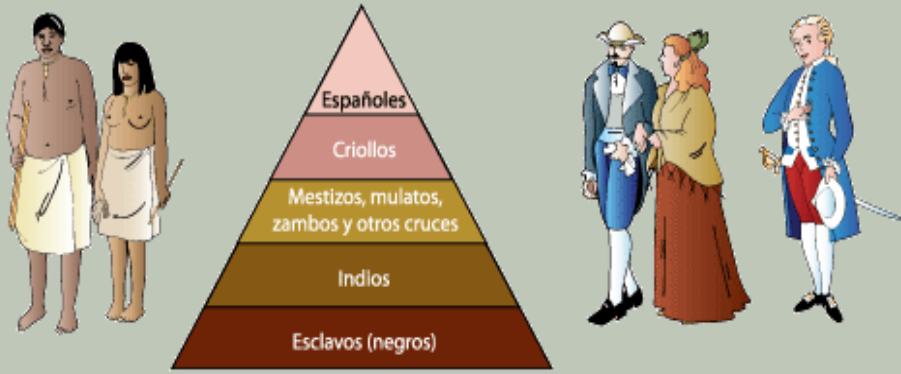 Españoles
Criollos
Mestizos, mulatos,
zambos y otros cruces
Indios
Esclavos (negros)